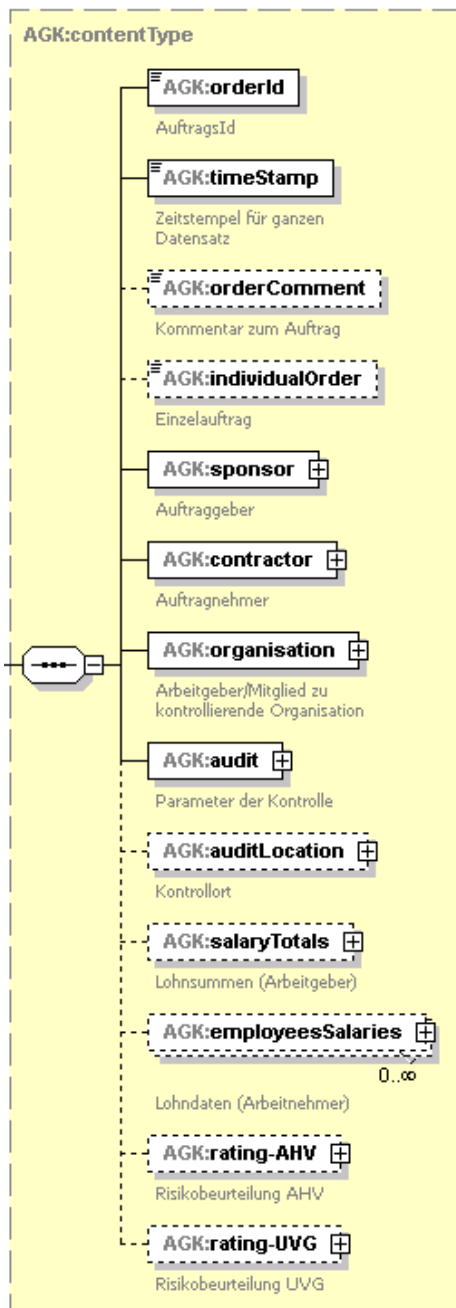 AGK:contentType
AGK:orderId
AuftragsId
AGK:timeStamp
Zeitstempel für ganzen
Datensatz
AGK:orderComment
Kommentar zum Auftrag
AGK:individualOrder
Einzelauftrag
AGK:sponsor
Auftraggeber
AGK:contractor
Auftragnehmer
AGK:organisation
Arbeitgeber/Mitglied zu
kontrollierende Organisation
AGK:audit
Parameter der Kontrolle
AGK:auditLocation
Kontrollort
AGK:salaryTotals
Lohnsummen (Arbeitgeber)
AGK:employeesSalaries
0..∞
Lohndaten (Arbeitnehmer)
AGK:rating-AHV
Risikobeurteilung AHV
AGK:rating-UVG
Risikobeurteilung UVG